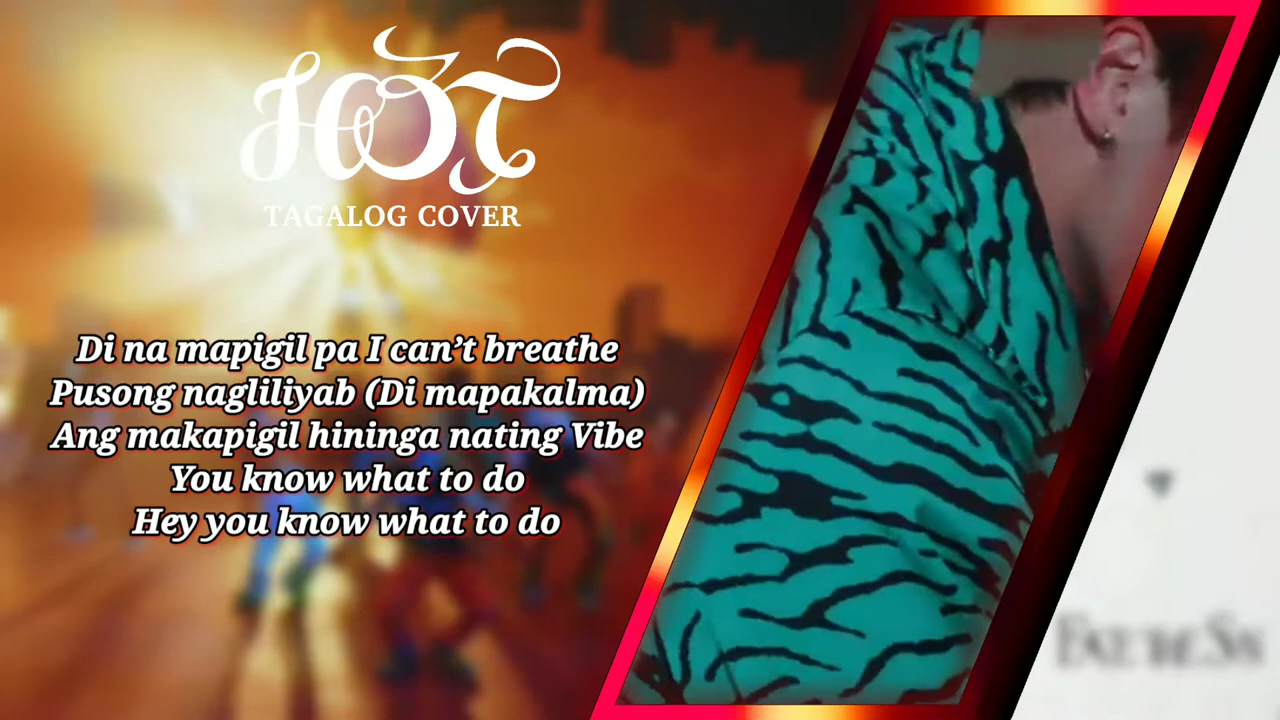 HOT
TAGALOG COVER
Di na mapigil pa I can’t breathe
Pusong nagliliyab (Di mapakalma)
Ang makapigil hininga nating Vibe
You know what to do
Hey you know what to do